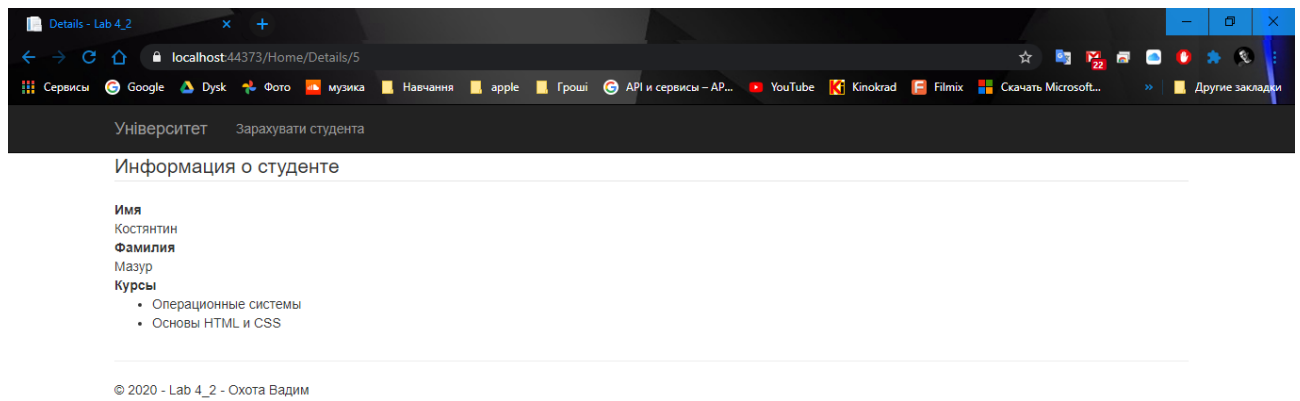 Details - Lab 4_2
localhost:44373/Home/Details/5
22
Сервисы Google Dysk Фото музика Навчання apple Гроші API и сервисы – AP... YouTube Kinokrad Filmix Скачать Microsoft... » Другие закладки
Університет Зарахувати студента
Информация о студенте
Имя
Костянтин
Фамилия
Мазур
Курсы
• Операционные системы
• Основы HTML и CSS
© 2020 - Lab 4_2 - Охота Вадим